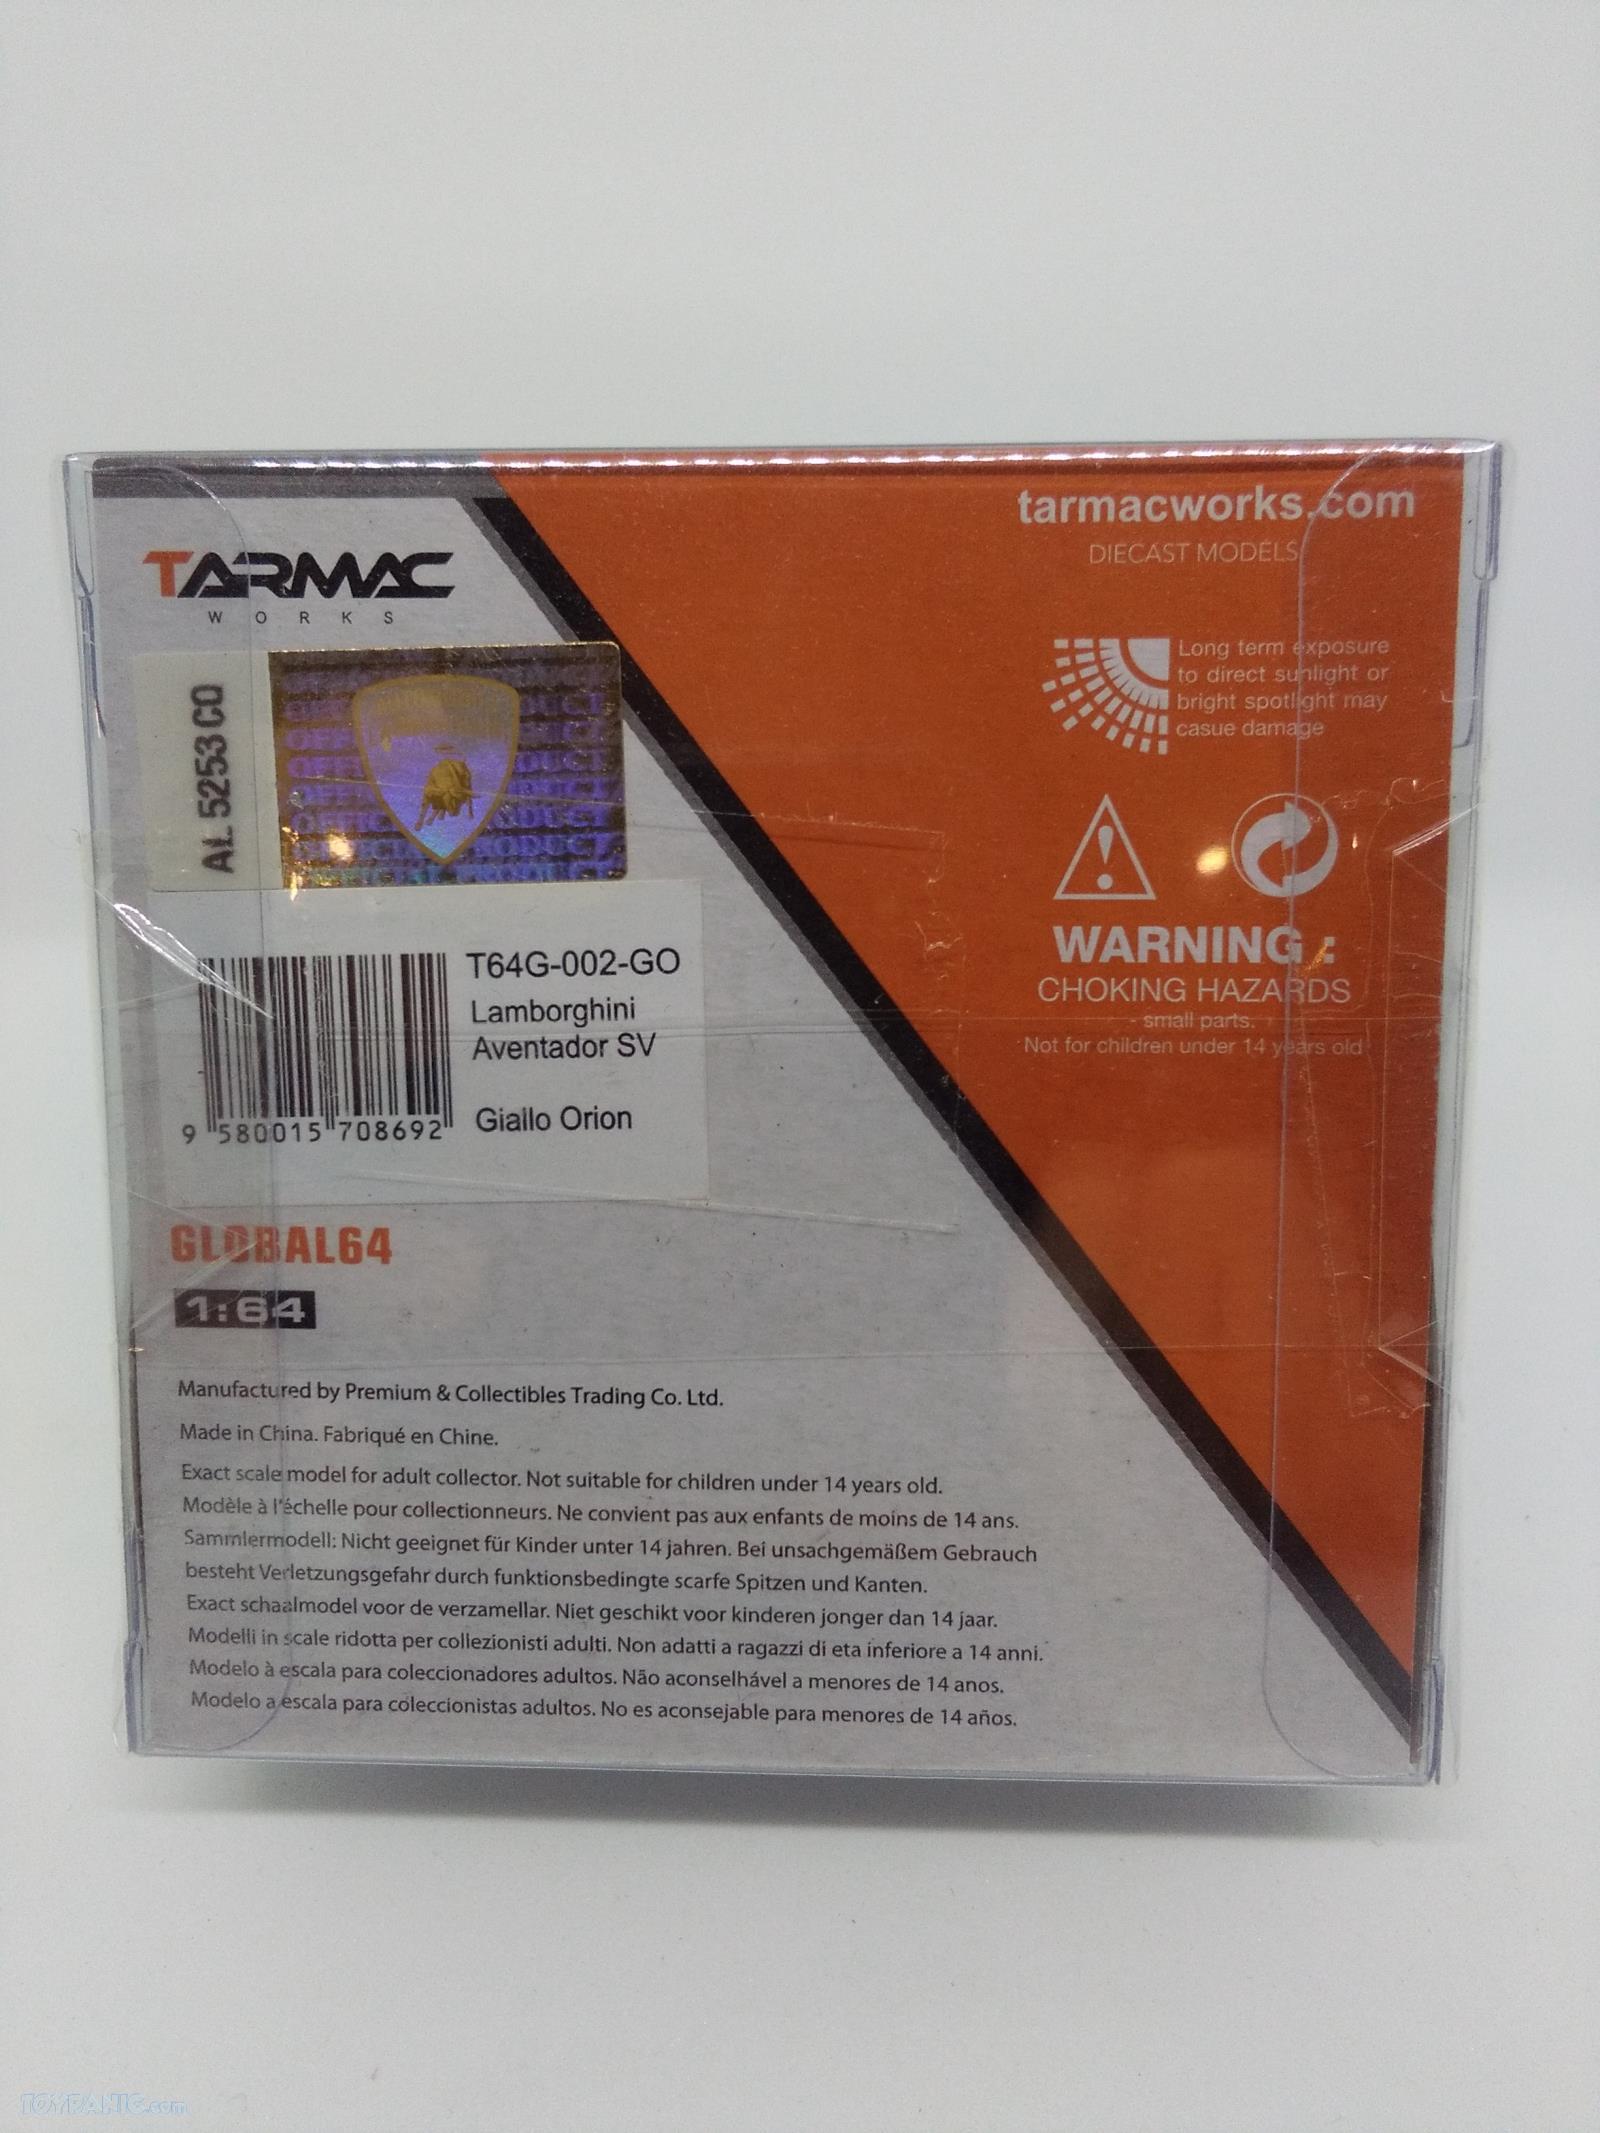 tarmacworks.com
DIECAST MODELS
TARMAC
WORKS
Long term exposure
to direct sunlight or
bright spotlight may
casue damage
AL 5253 CO
OFFICIAL PRODUCT
WARNING :
CHOKING HAZARDS
- small parts.
Not for children under 14 years old
T64G-002-GO
Lamborghini
Aventador SV
Giallo Orion
9 580015 708692
GLOBAL64
1:64
Manufactured by Premium & Collectibles Trading Co. Ltd.
Made in China. Fabriqué en Chine.
Exact scale model for adult collector. Not suitable for children under 14 years old.
Modèle à l'échelle pour collectionneurs. Ne convient pas aux enfants de moins de 14 ans.
Sammlermodell: Nicht geeignet für Kinder unter 14 jahren. Bei unsachgemäßem Gebrauch
besteht Verletzungsgefahr durch funktionsbedingte scarfe Spitzen und Kanten.
Exact schaalmodel voor de verzamellar. Niet geschikt voor kinderen jonger dan 14 jaar.
Modelli in scale ridotta per collezionisti adulti. Non adatti a ragazzi di eta inferiore a 14 anni.
Modelo à escala para coleccionadores adultos. Não aconselhável a menores de 14 anos.
Modelo a escala para coleccionistas adultos. No es aconsejable para menores de 14 años.
TOYPANIC.com